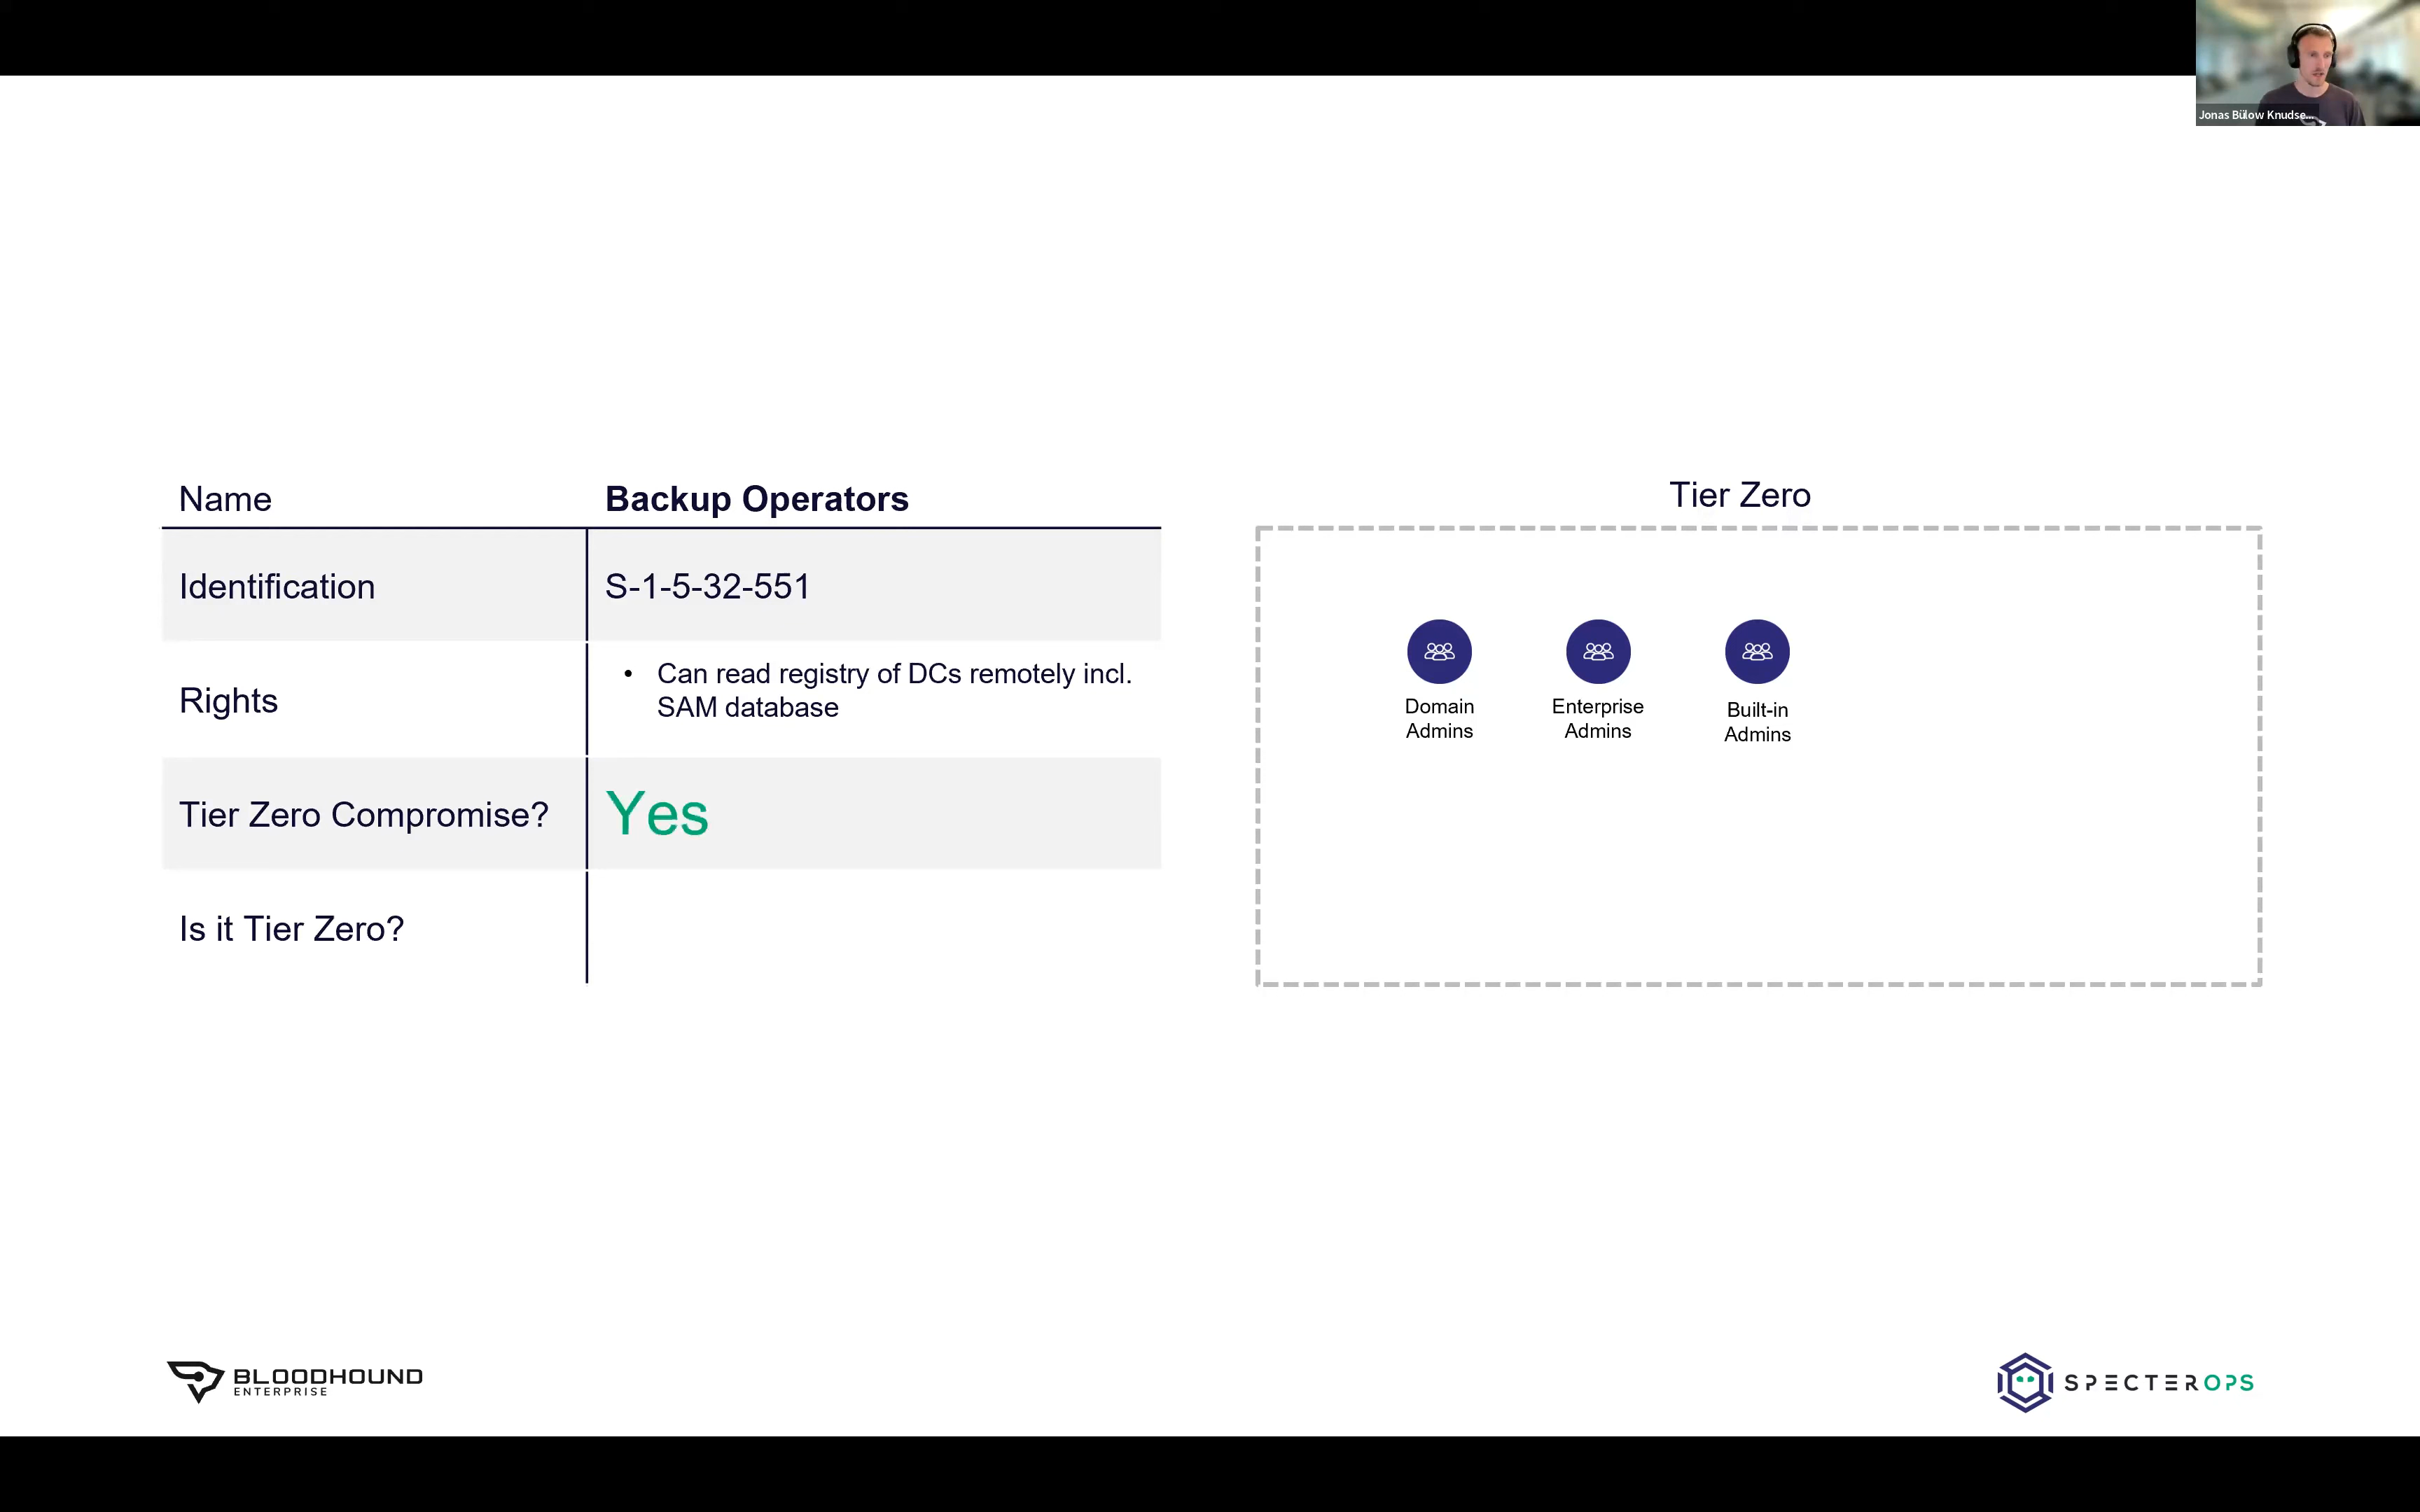 Jonas Bülow Knudse...
Name
Backup Operators
Identification
S-1-5-32-551
Rights
• Can read registry of DCs remotely incl.
SAM database
Tier Zero Compromise?
Yes
Is it Tier Zero?
Tier Zero
Domain
Admins
Enterprise
Admins
Built-in
Admins
BLOODHOUND
ENTERPRISE
SPECTEROPS